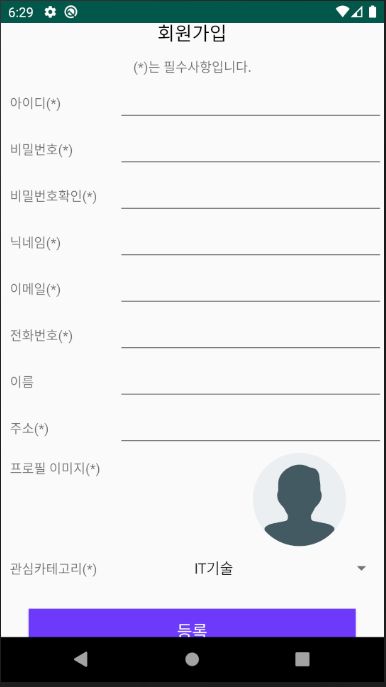 6:29
회원가입
(*)는 필수사항입니다.
아이디(*)
비밀번호(*)
비밀번호확인(*)
닉네임(*)
이메일(*)
전화번호(*)
이름
주소(*)
프로필 이미지(*)
관심카테고리(*) IT기술
등록